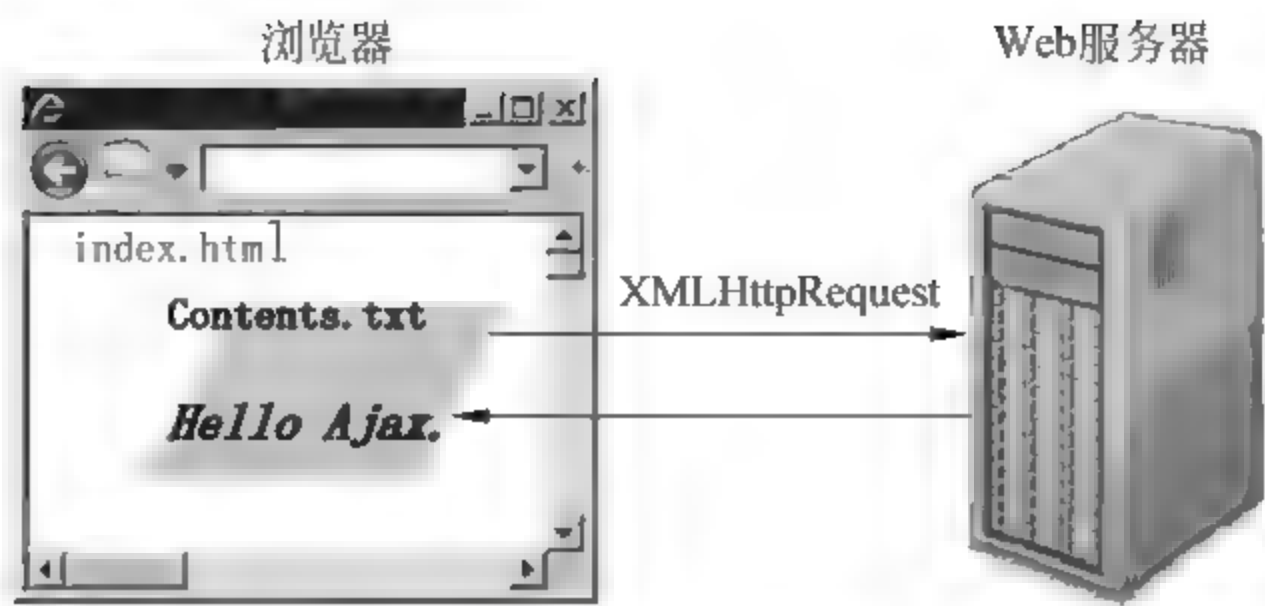 浏览器
Web服务器
index.html
Contents.txt
XMLHttpRequest
Hello Ajax.